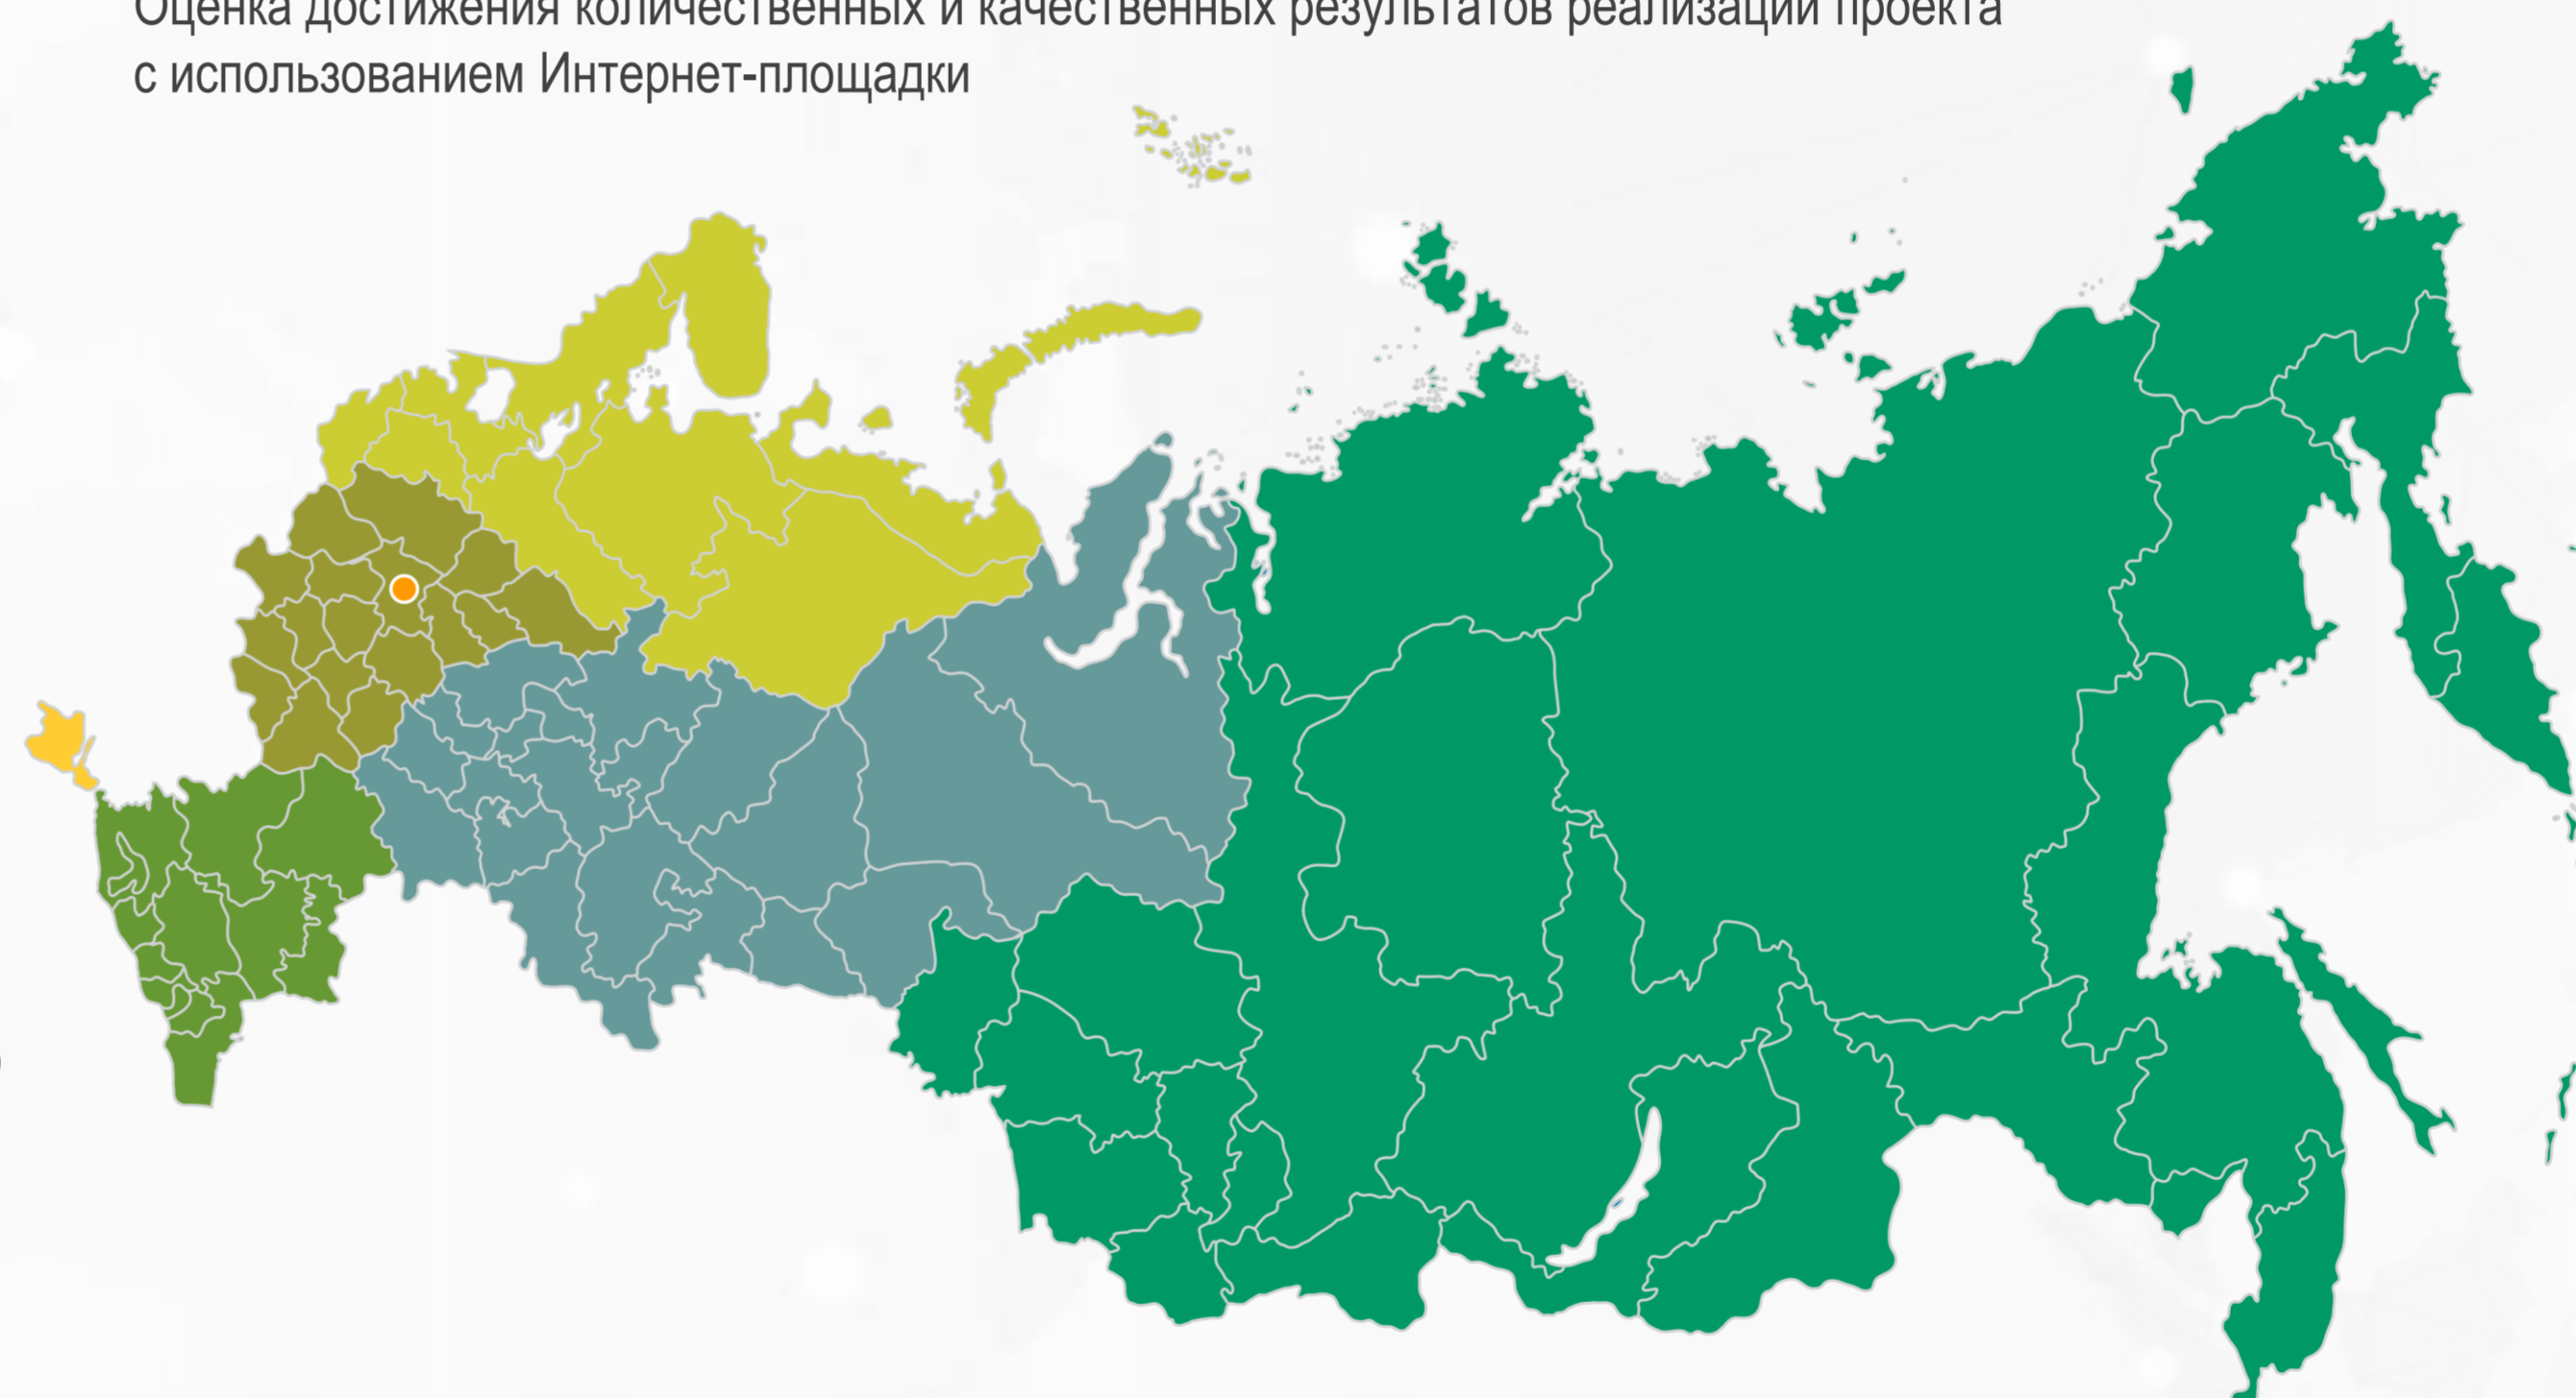 Оценка достижения количественных и качественных результатов реализации проекта
с использованием Интернет-площадки